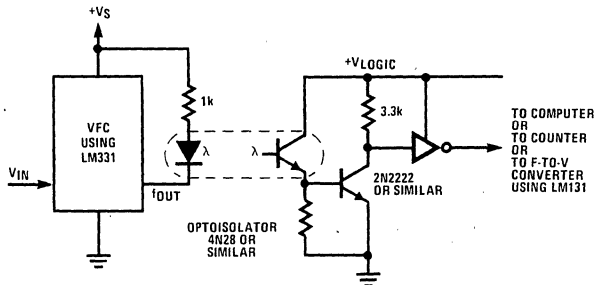 +VS
1k
VFC
USING
LM331
VIN
fOUT
λ
λ
OPTOISOLATOR
4N28 OR
SIMILAR
+VLOGIC
3.3k
2N2222
OR SIMILAR
TO COMPUTER
OR
TO COUNTER
OR
TO F-TO-V
CONVERTER
USING LM131